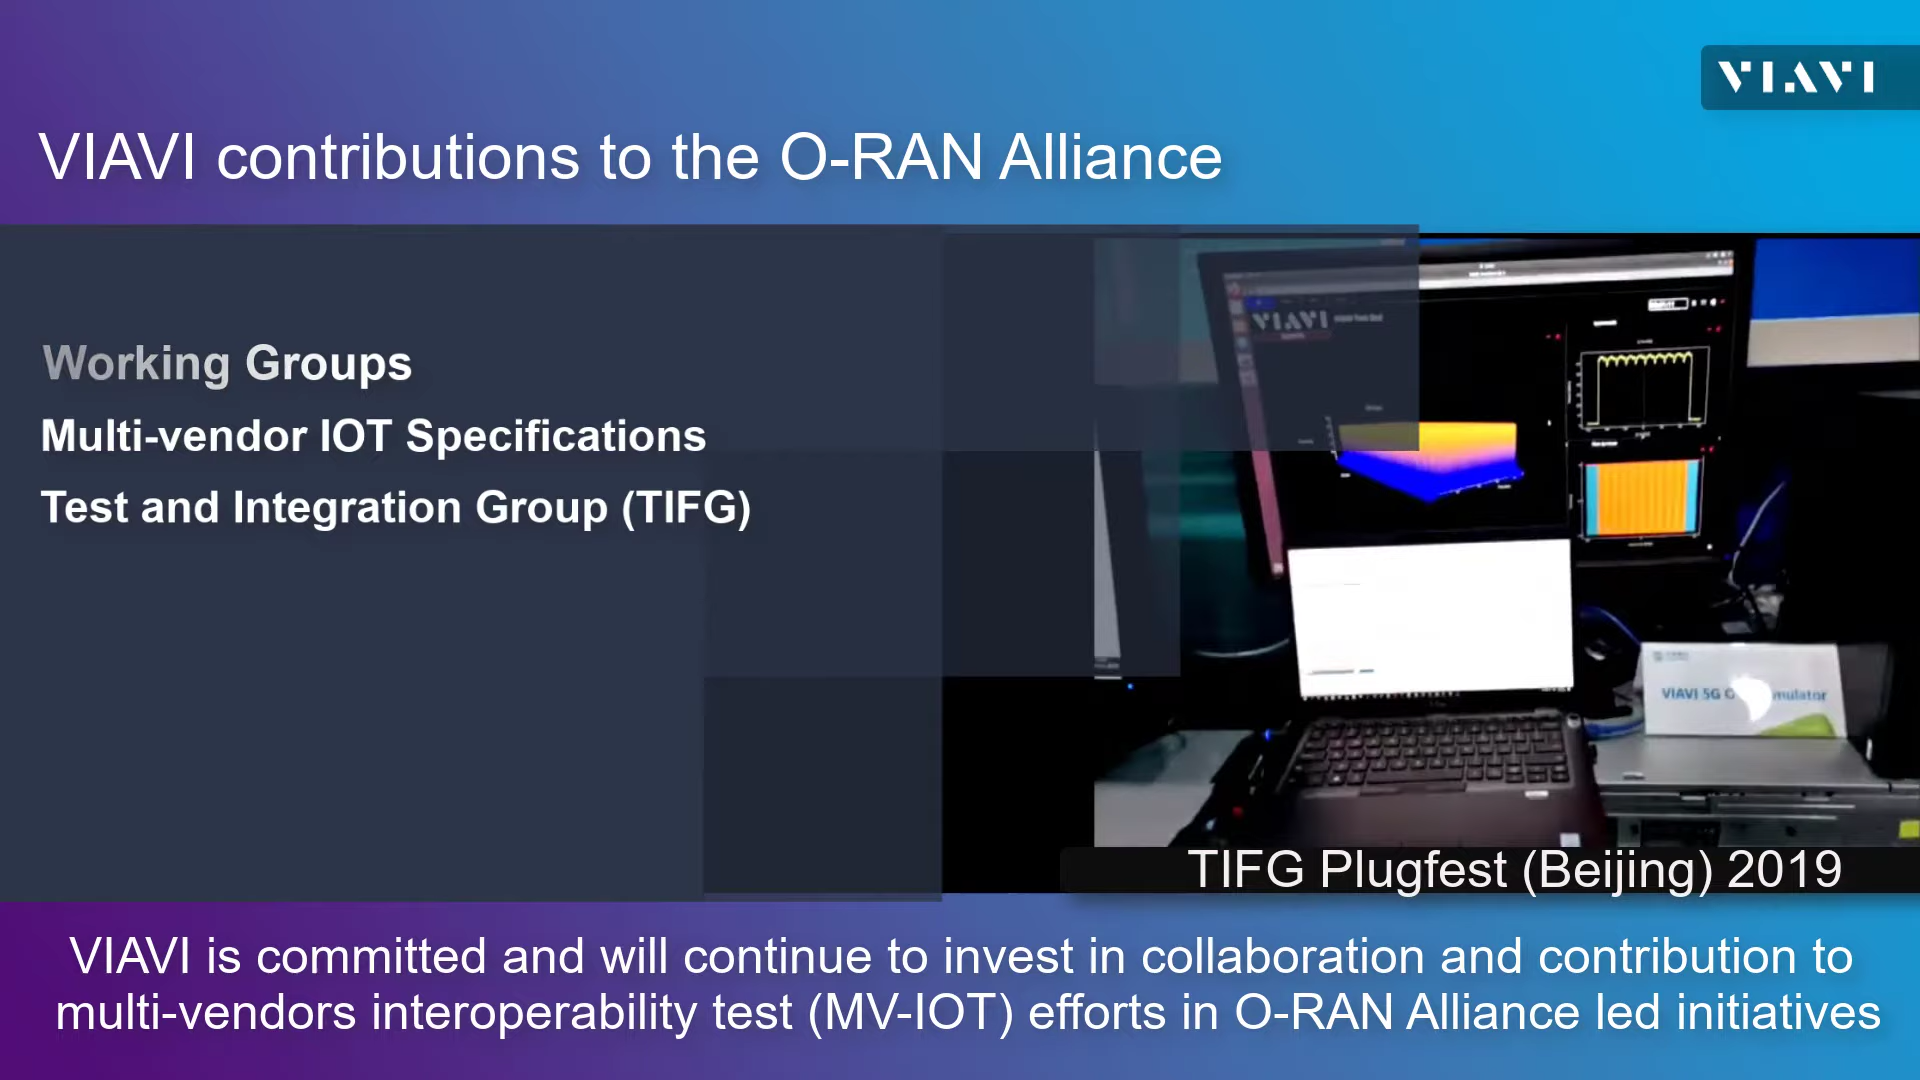 VIAVI
VIAVI contributions to the O-RAN Alliance
Working Groups
Multi-vendor IOT Specifications
Test and Integration Group (TIFG)
VIAVI
VIAVI 5G
TIFG Plugfest (Beijing) 2019
VIAVI is committed and will continue to invest in collaboration and contribution to
multi-vendors interoperability test (MV-IOT) efforts in O-RAN Alliance led initiatives